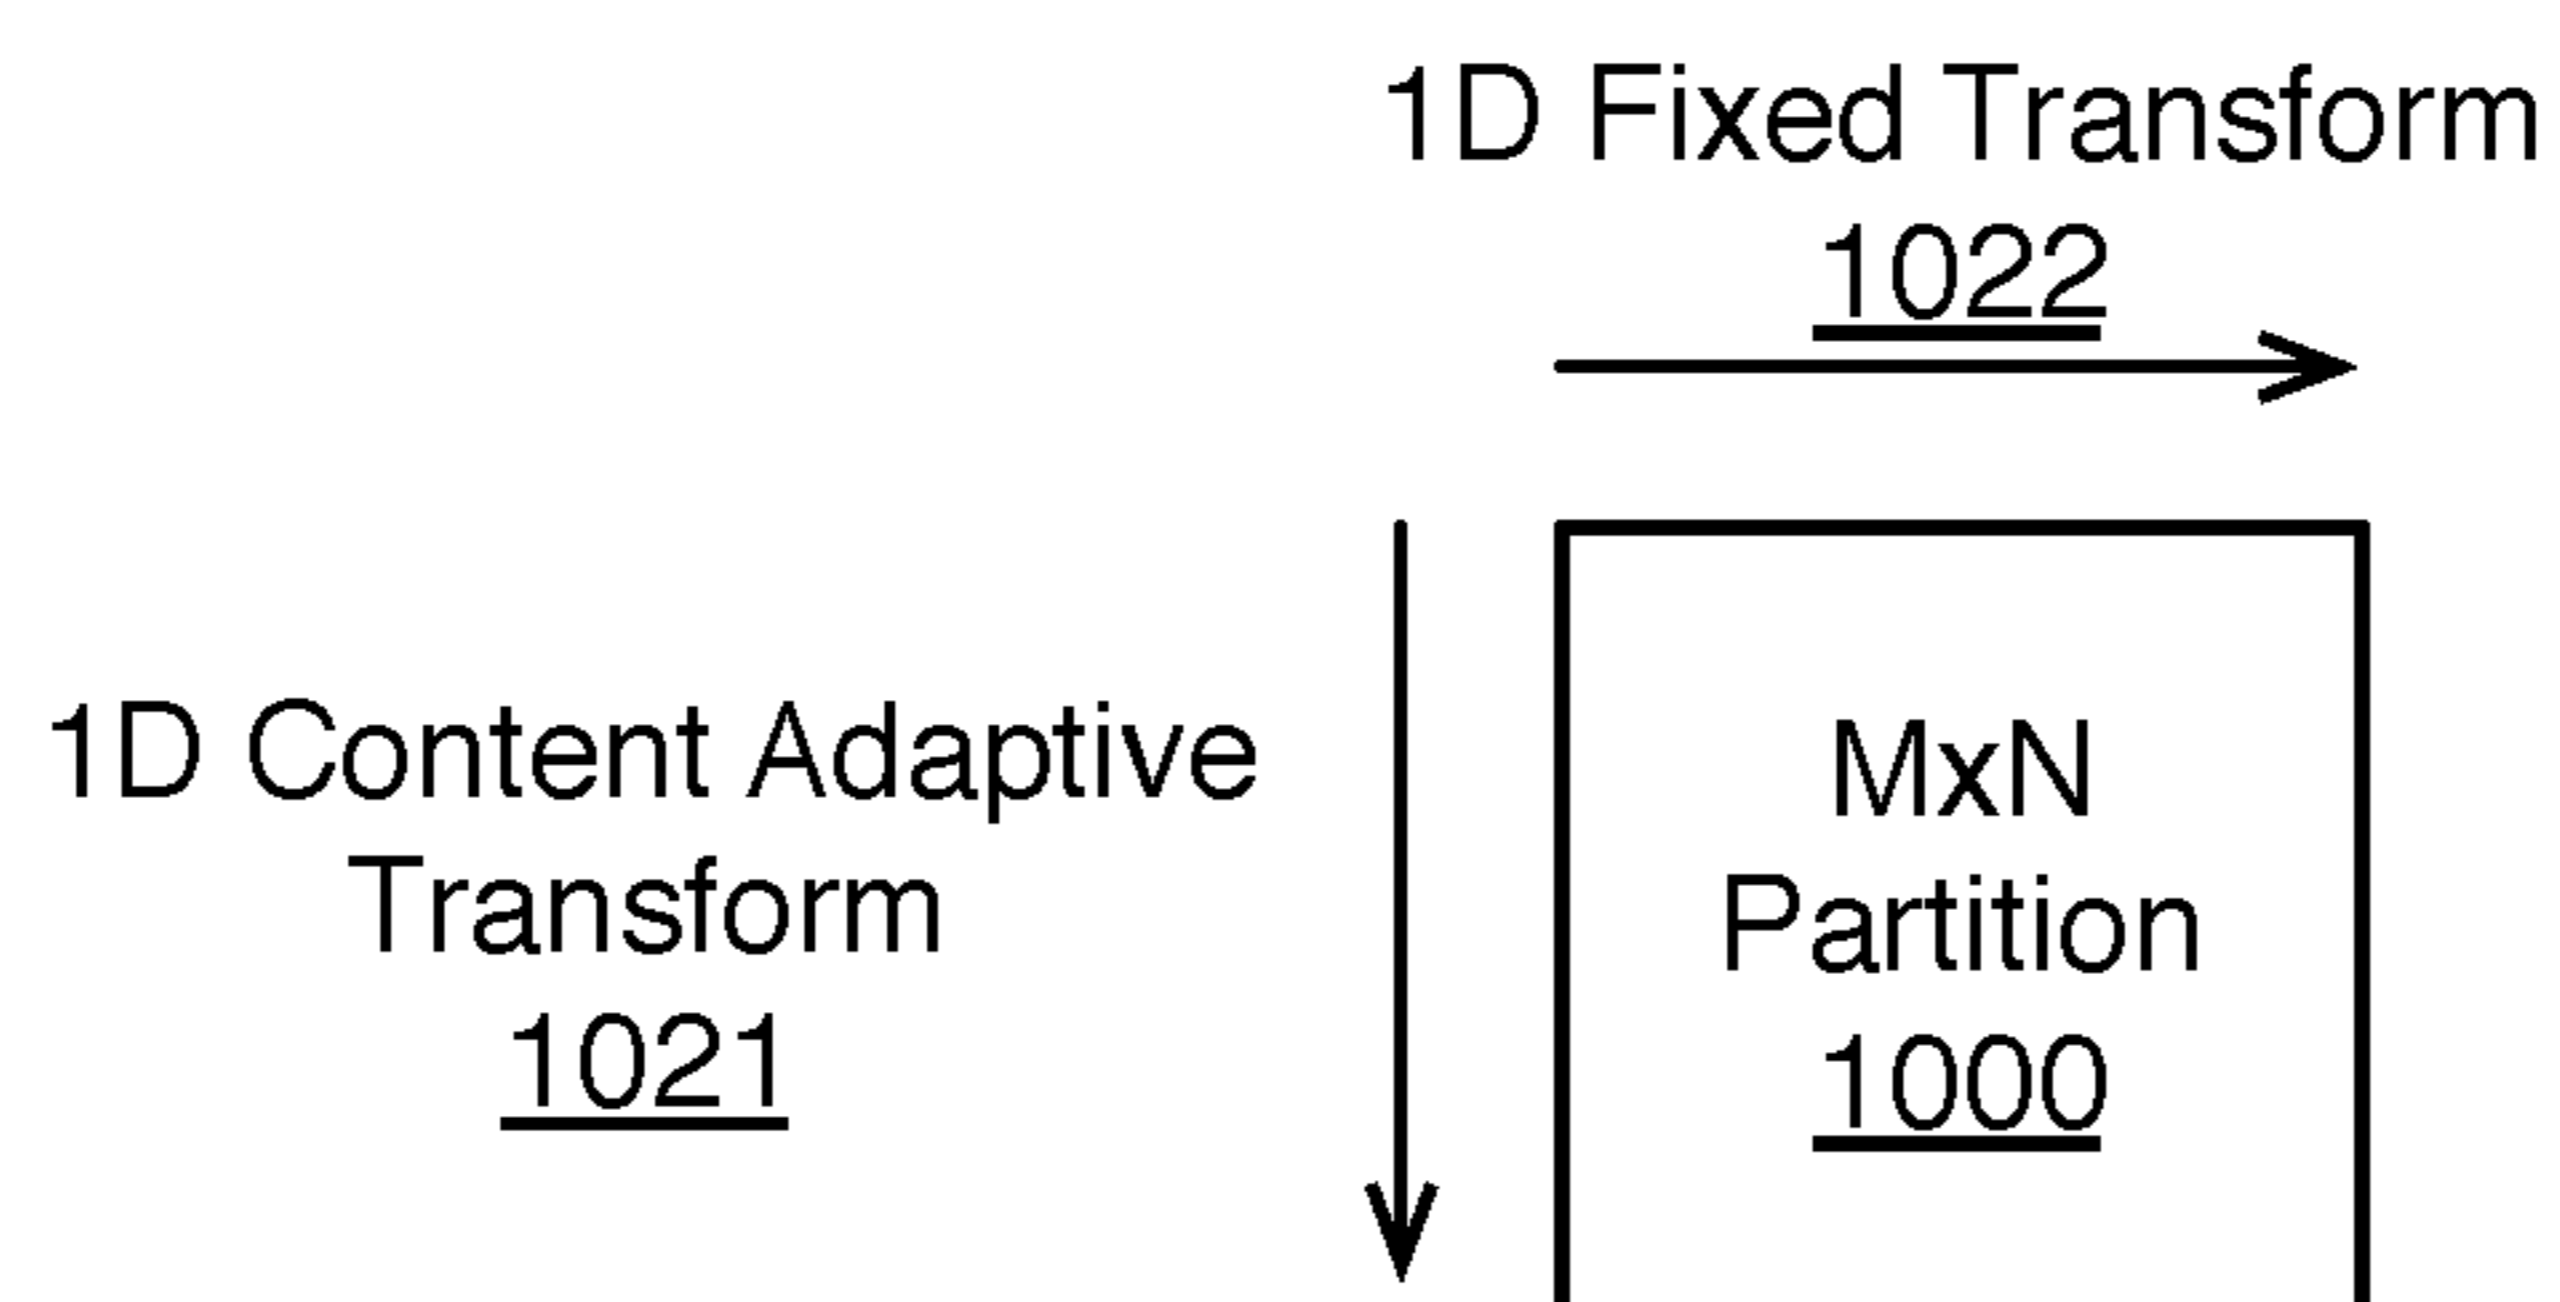 1D Fixed Transform
1022
1D Content Adaptive
Transform
1021
MxN
Partition
1000